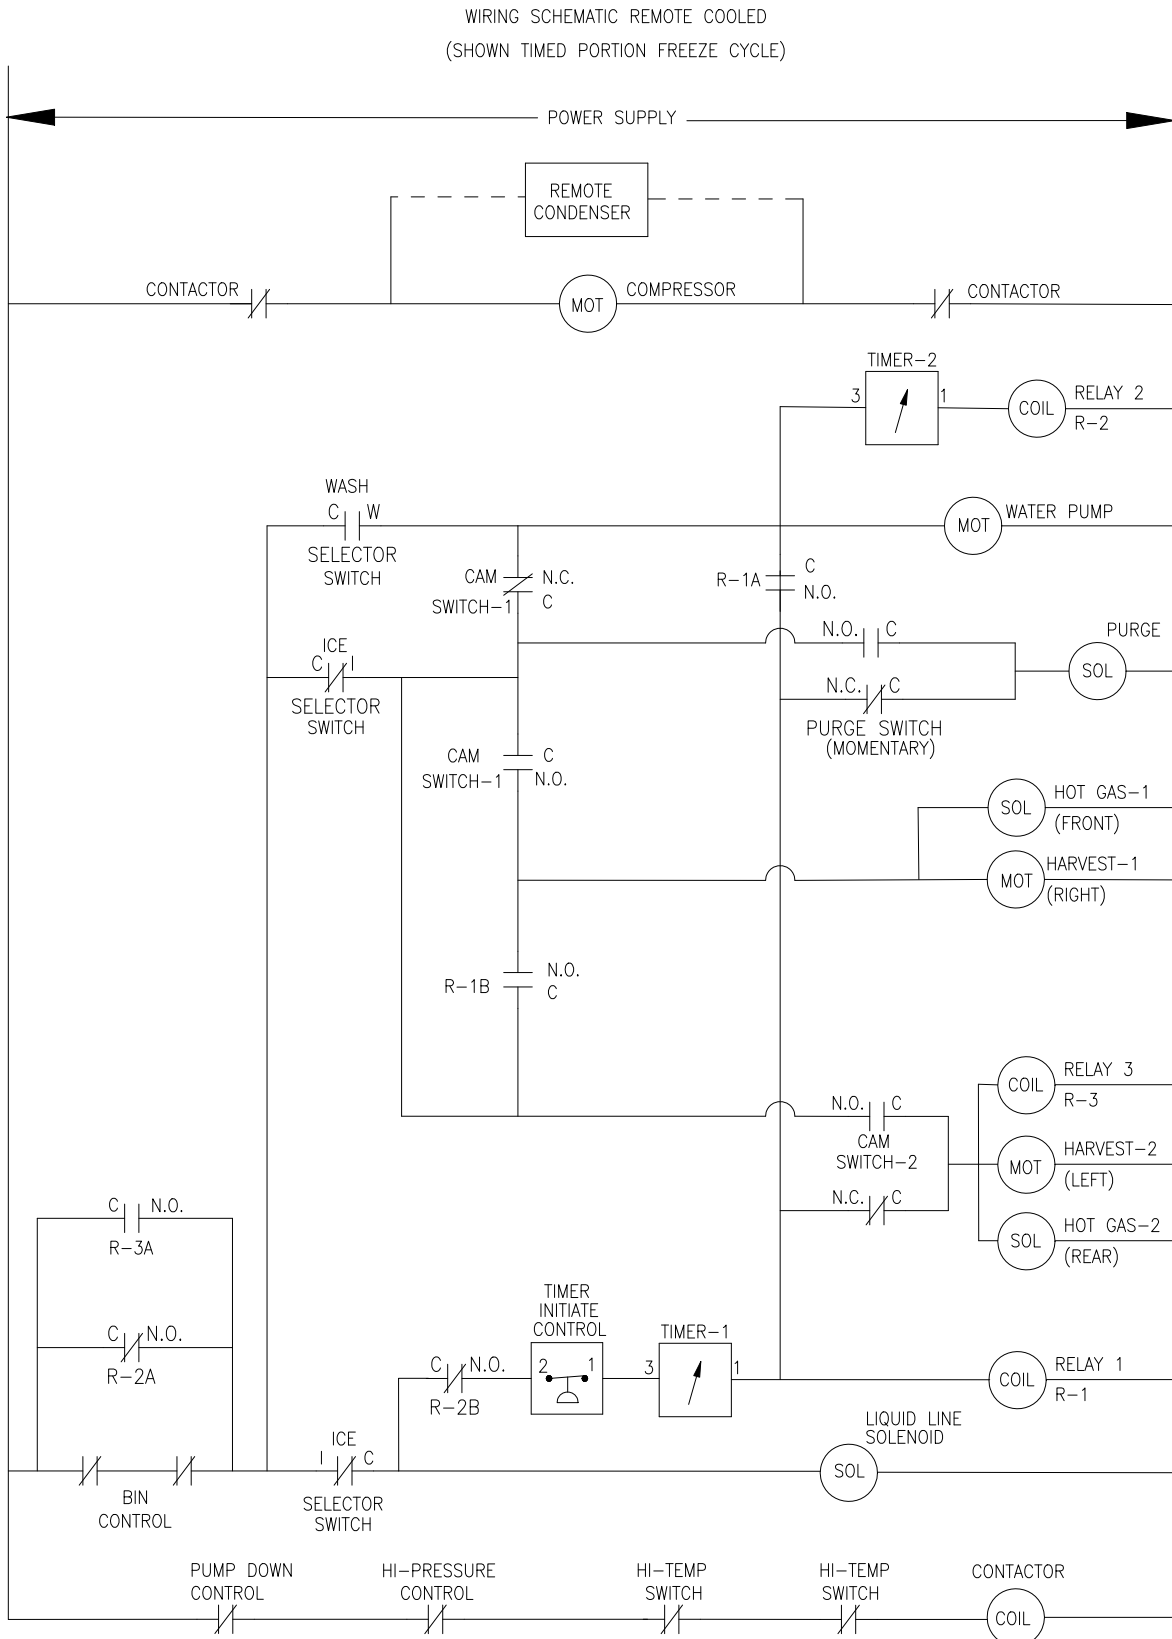 WIRING SCHEMATIC REMOTE COOLED
(SHOWN TIMED PORTION FREEZE CYCLE)
POWER SUPPLY
REMOTE
CONDENSER
CONTACTOR
MOT
COMPRESSOR
CONTACTOR
TIMER-2
3
1
COIL
RELAY 2
R-2
WASH
C
W
SELECTOR
SWITCH
MOT
WATER PUMP
CAM
SWITCH-1
N.C.
C
R-1A
C
N.O.
ICE
C
I
SELECTOR
SWITCH
N.O.
C
N.C.
C
PURGE SWITCH
(MOMENTARY)
PURGE
SOL
CAM
SWITCH-1
C
N.O.
SOL
HOT GAS-1
(FRONT)
MOT
HARVEST-1
(RIGHT)
R-1B
N.O.
C
N.O.
C
CAM
SWITCH-2
N.C.
C
COIL
RELAY 3
R-3
MOT
HARVEST-2
(LEFT)
SOL
HOT GAS-2
(REAR)
C
N.O.
R-3A
C
N.O.
R-2A
BIN
CONTROL
TIMER
INITIATE
CONTROL
2
1
C
N.O.
R-2B
TIMER-1
3
1
COIL
RELAY 1
R-1
ICE
I
C
SELECTOR
SWITCH
LIQUID LINE
SOLENOID
SOL
PUMP DOWN
CONTROL
HI-PRESSURE
CONTROL
HI-TEMP
SWITCH
HI-TEMP
SWITCH
CONTACTOR
COIL